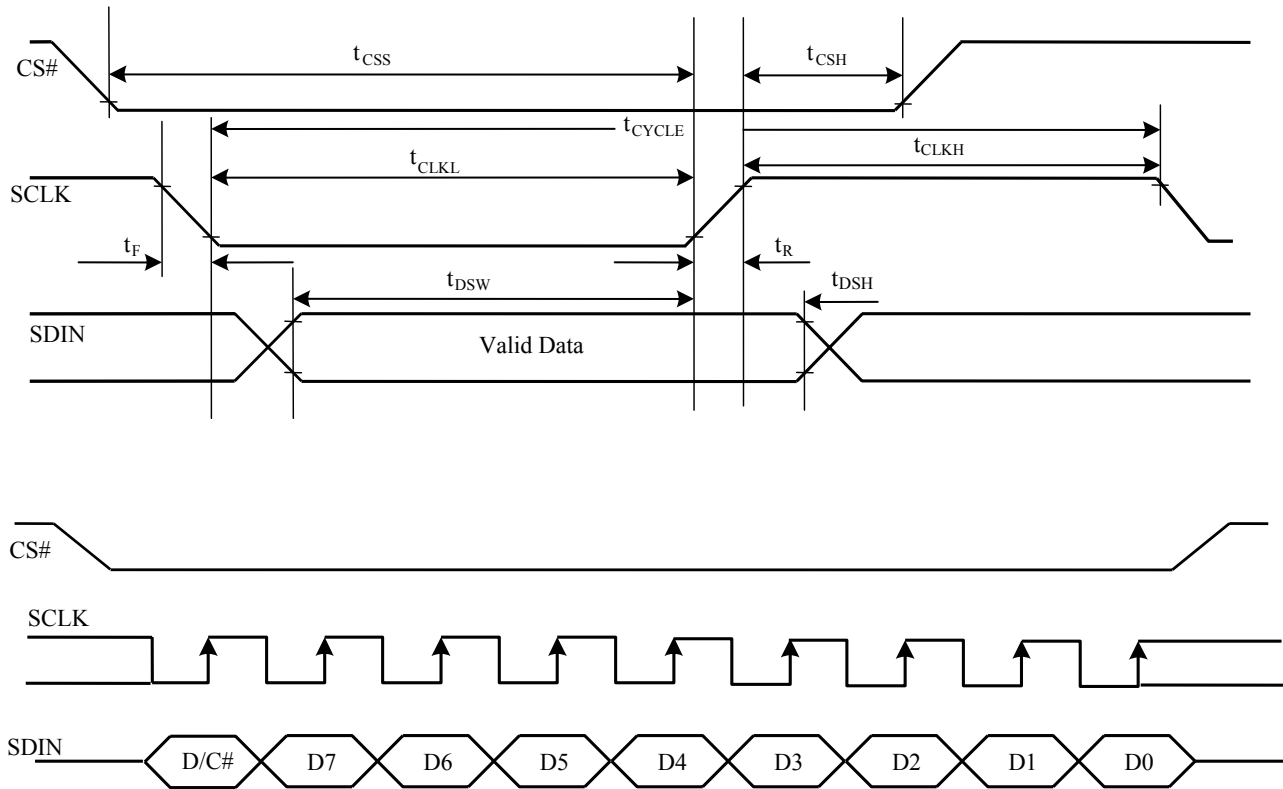 t_CSS t_CSH
CS#
t_CYCLE
t_CLKL t_CLKH
SCLK
t_F t_R
t_DSW t_DSH
SDIN
Valid Data
CS#
SCLK
SDIN D/C# D7 D6 D5 D4 D3 D2 D1 D0